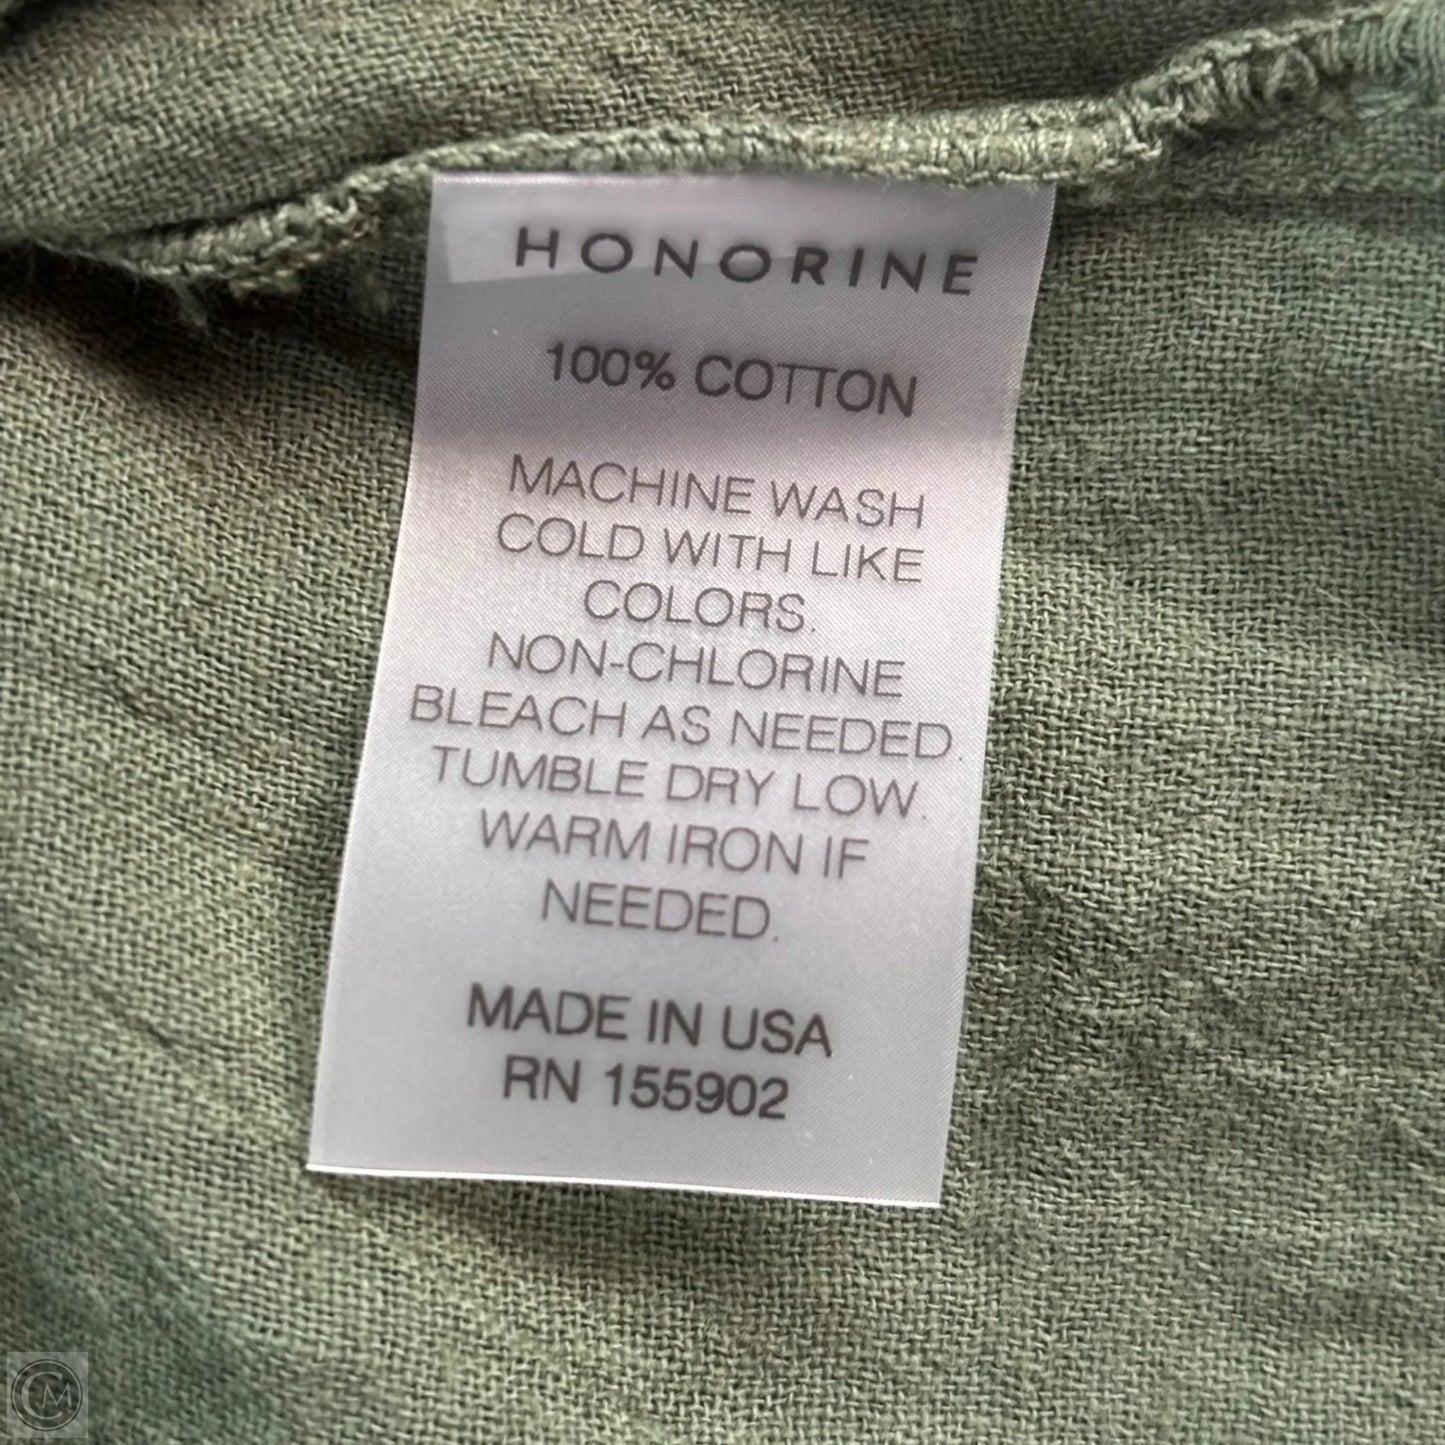 HONORINE
100% COTTON
MACHINE WASH
COLD WITH LIKE
COLORS.
NON-CHLORINE
BLEACH AS NEEDED.
TUMBLE DRY LOW.
WARM IRON IF
NEEDED.
MADE IN USA
RN 155902
CM